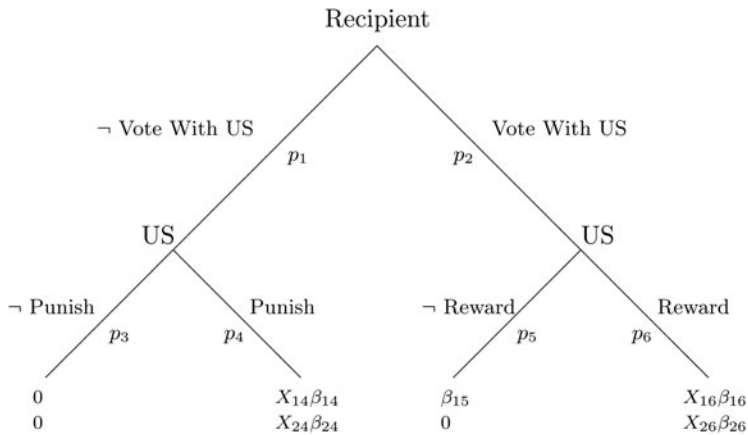 Recipient
¬ Vote With US
Vote With US
p₁
p₂
US
US
¬ Punish
Punish
¬ Reward
Reward
p₃
p₄
p₅
p₆
0
X₁₄β₁₄
β₁₅
X₁₆β₁₆
0
X₂₄β₂₄
0
X₂₆β₂₆